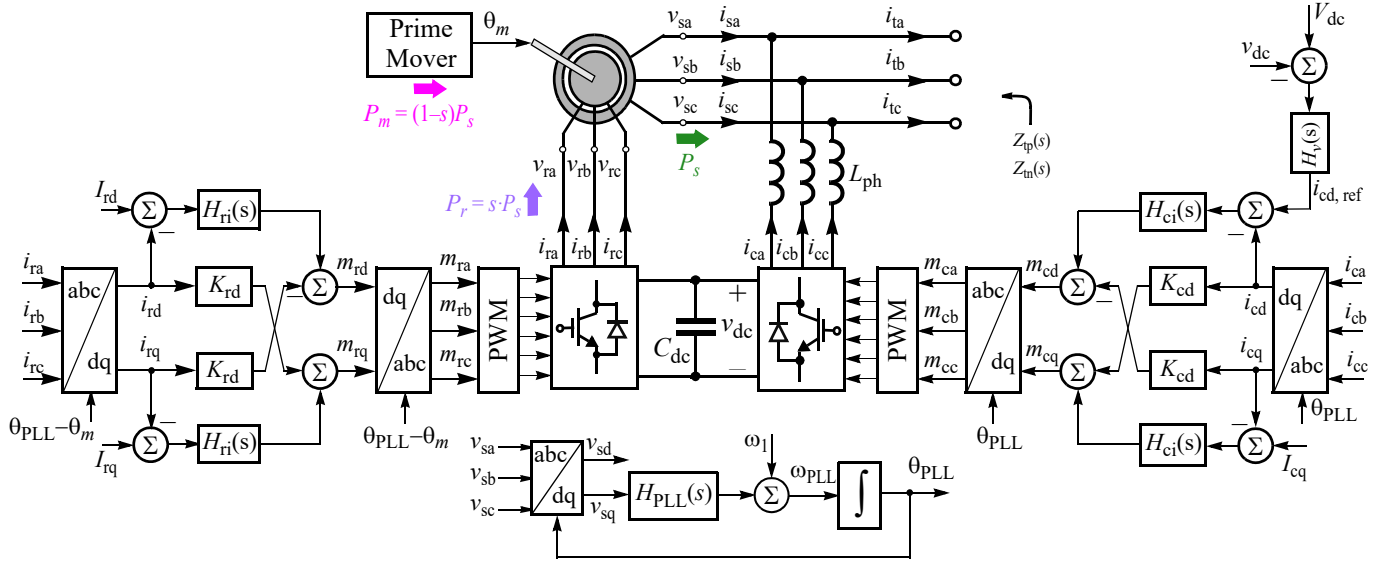 Prime
Mover
θm
Pm = (1–s)Ps
vsa
isa
ita
vsb
isb
itb
vsc
isc
itc
Ps
Vdc
vdc
Σ
−
Hv(s)
icd, ref
Ztp(s)
Ztn(s)
vra
vrb
vrc
Pr = s·Ps
Lph
Ird
Σ
−
Hri(s)
ira
irb
irc
ica
icb
icc
Hci(s)
Σ
−
ira
irb
irc
abc
dq
ird
Krd
−
Σ
mrd
dq
abc
mra
mrb
mrc
PWM
+
vdc
Cdc
−
PWM
mca
mcb
mcc
abc
dq
mcd
Σ
−
Kcd
icd
dq
abc
ica
icb
icc
irq
Krd
Σ
mrq
mcq
Σ
Kcd
icq
θPLL−θm
Irq
Σ
−
Hri(s)
θPLL−θm
θPLL
Hci(s)
Σ
−
Icq
θPLL
vsa
vsb
vsc
abc
dq
vsd
vsq
HPLL(s)
ω1
Σ
ωPLL
∫
θPLL